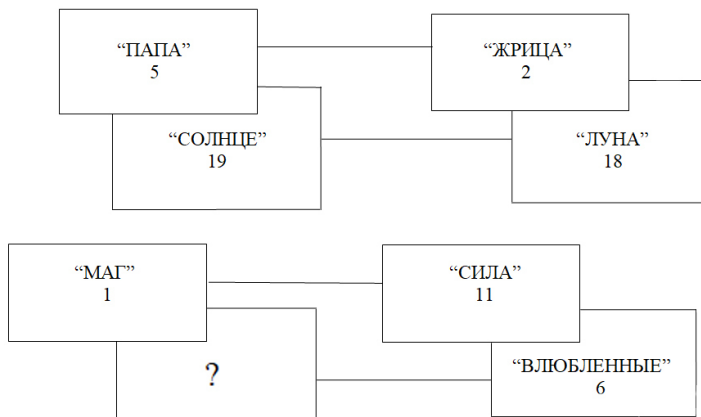 “ПАПА”
5
“ЖРИЦА”
2
“СОЛНЦЕ”
19
“ЛУНА”
18
“МАГ”
1
“СИЛА”
11
?
“ВЛЮБЛЕННЫЕ”
6